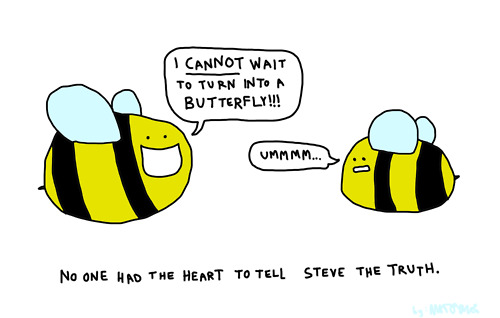 I CANNOT WAIT
TO TURN INTO A
BUTTERFLY!!!
UMMMM...
NO ONE HAD THE HEART TO TELL STEVE THE TRUTH.